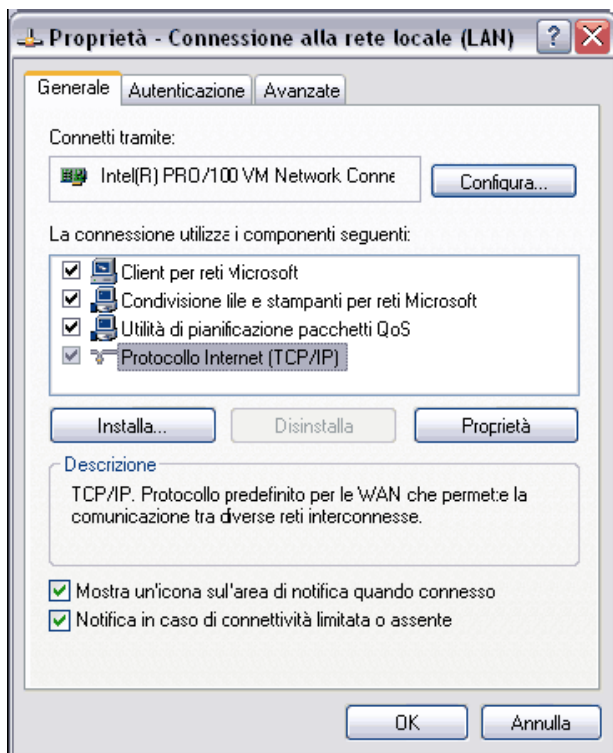 Proprietà - Connessione alla rete locale (LAN)
Generale
Autenticazione
Avanzate
Connetti tramite:
Intel(R) PRO/100 VM Network Conne
Configura...
La connessione utilizza i componenti seguenti:
Client per reti Microsoft
Condivisione file e stampanti per reti Microsoft
Utilità di pianificazione pacchetti QoS
Protocollo Internet (TCP/IP)
Installa...
Disinstalla
Proprietà
Descrizione
TCP/IP. Protocollo predefinito per le WAN che permette la
comunicazione tra diverse reti interconnesse.
Mostra un'icona sull'area di notifica quando connesso
Notifica in caso di connettività limitata o assente
OK
Annulla